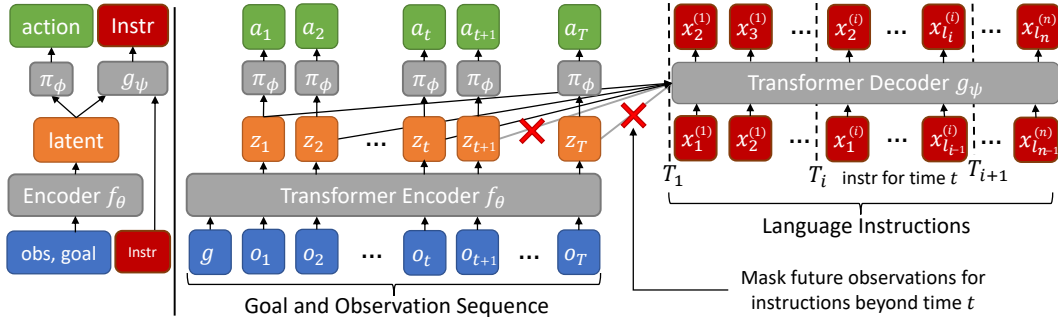 action Instr
π_ϕ g_ψ
latent
Encoder f_θ
obs, goal Instr
a_1 a_2 a_t a_{t+1} a_T
π_ϕ π_ϕ π_ϕ π_ϕ π_ϕ
z_1 z_2 ... z_t z_{t+1} z_T
Transformer Encoder f_θ
g o_1 o_2 ... o_t o_{t+1} ... o_T
Goal and Observation Sequence
x_2^{(1)} x_3^{(1)} ... x_2^{(i)} ... x_{l_i}^{(i)} ... x_{l_n}^{(n)}
Transformer Decoder g_ψ
x_1^{(1)} x_2^{(1)} ... x_1^{(i)} ... x_{l_{i-1}}^{(i)} ... x_{l_{n-1}}^{(n)}
T_1 T_i instr for time t T_{i+1}
Language Instructions
Mask future observations for
instructions beyond time t